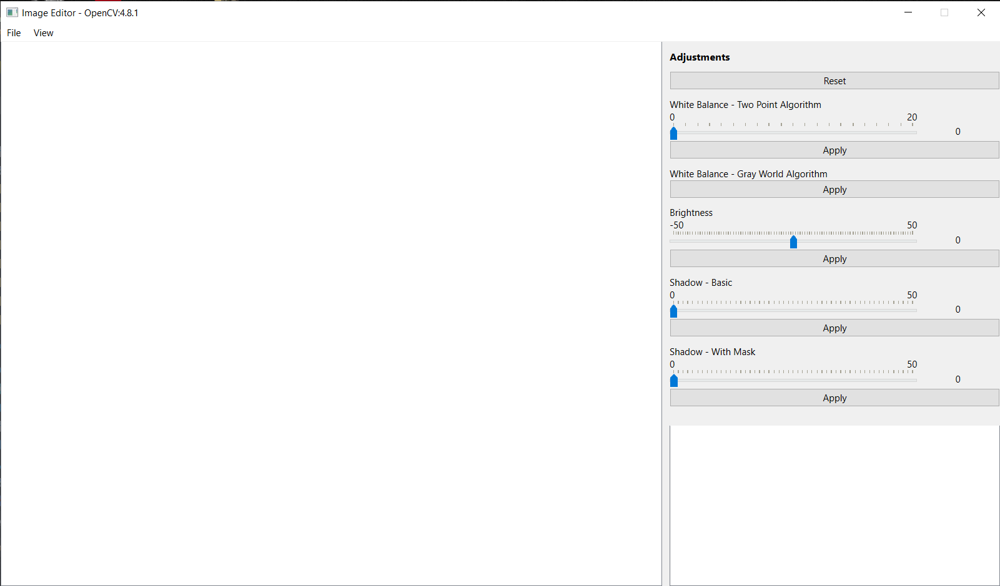 Image Editor - OpenCV:4.8.1
File View
Adjustments
Reset
White Balance - Two Point Algorithm
0 20
0
Apply
White Balance - Gray World Algorithm
Apply
Brightness
-50 50
0
Apply
Shadow - Basic
0 50
0
Apply
Shadow - With Mask
0 50
0
Apply